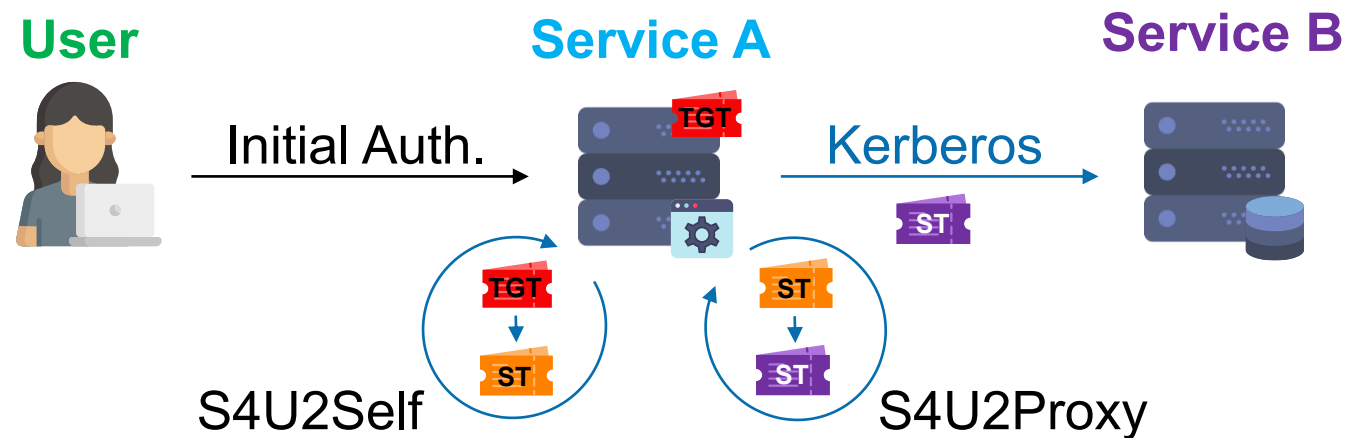 User
Service A
Service B
Initial Auth.
TGT
Kerberos
ST
TGT
ST
ST
ST
S4U2Self
S4U2Proxy